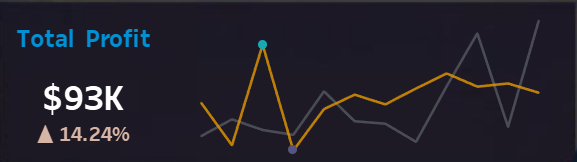 Total Profit
$93K
▲ 14.24%